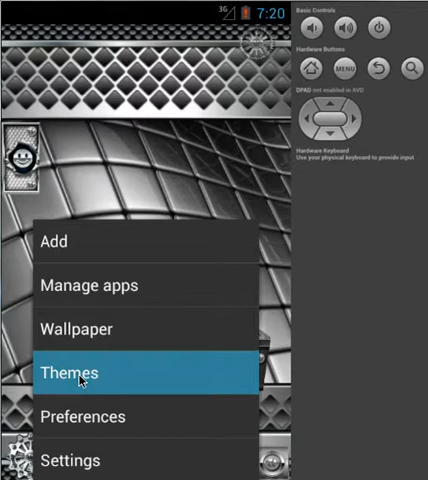 3G
7:20
Basic Controls
Hardware Buttons
MENU
DPAD not enabled in AVD
Hardware Keyboard
Use your physical keyboard to provide input
Add
Manage apps
Wallpaper
Themes
Preferences
Settings